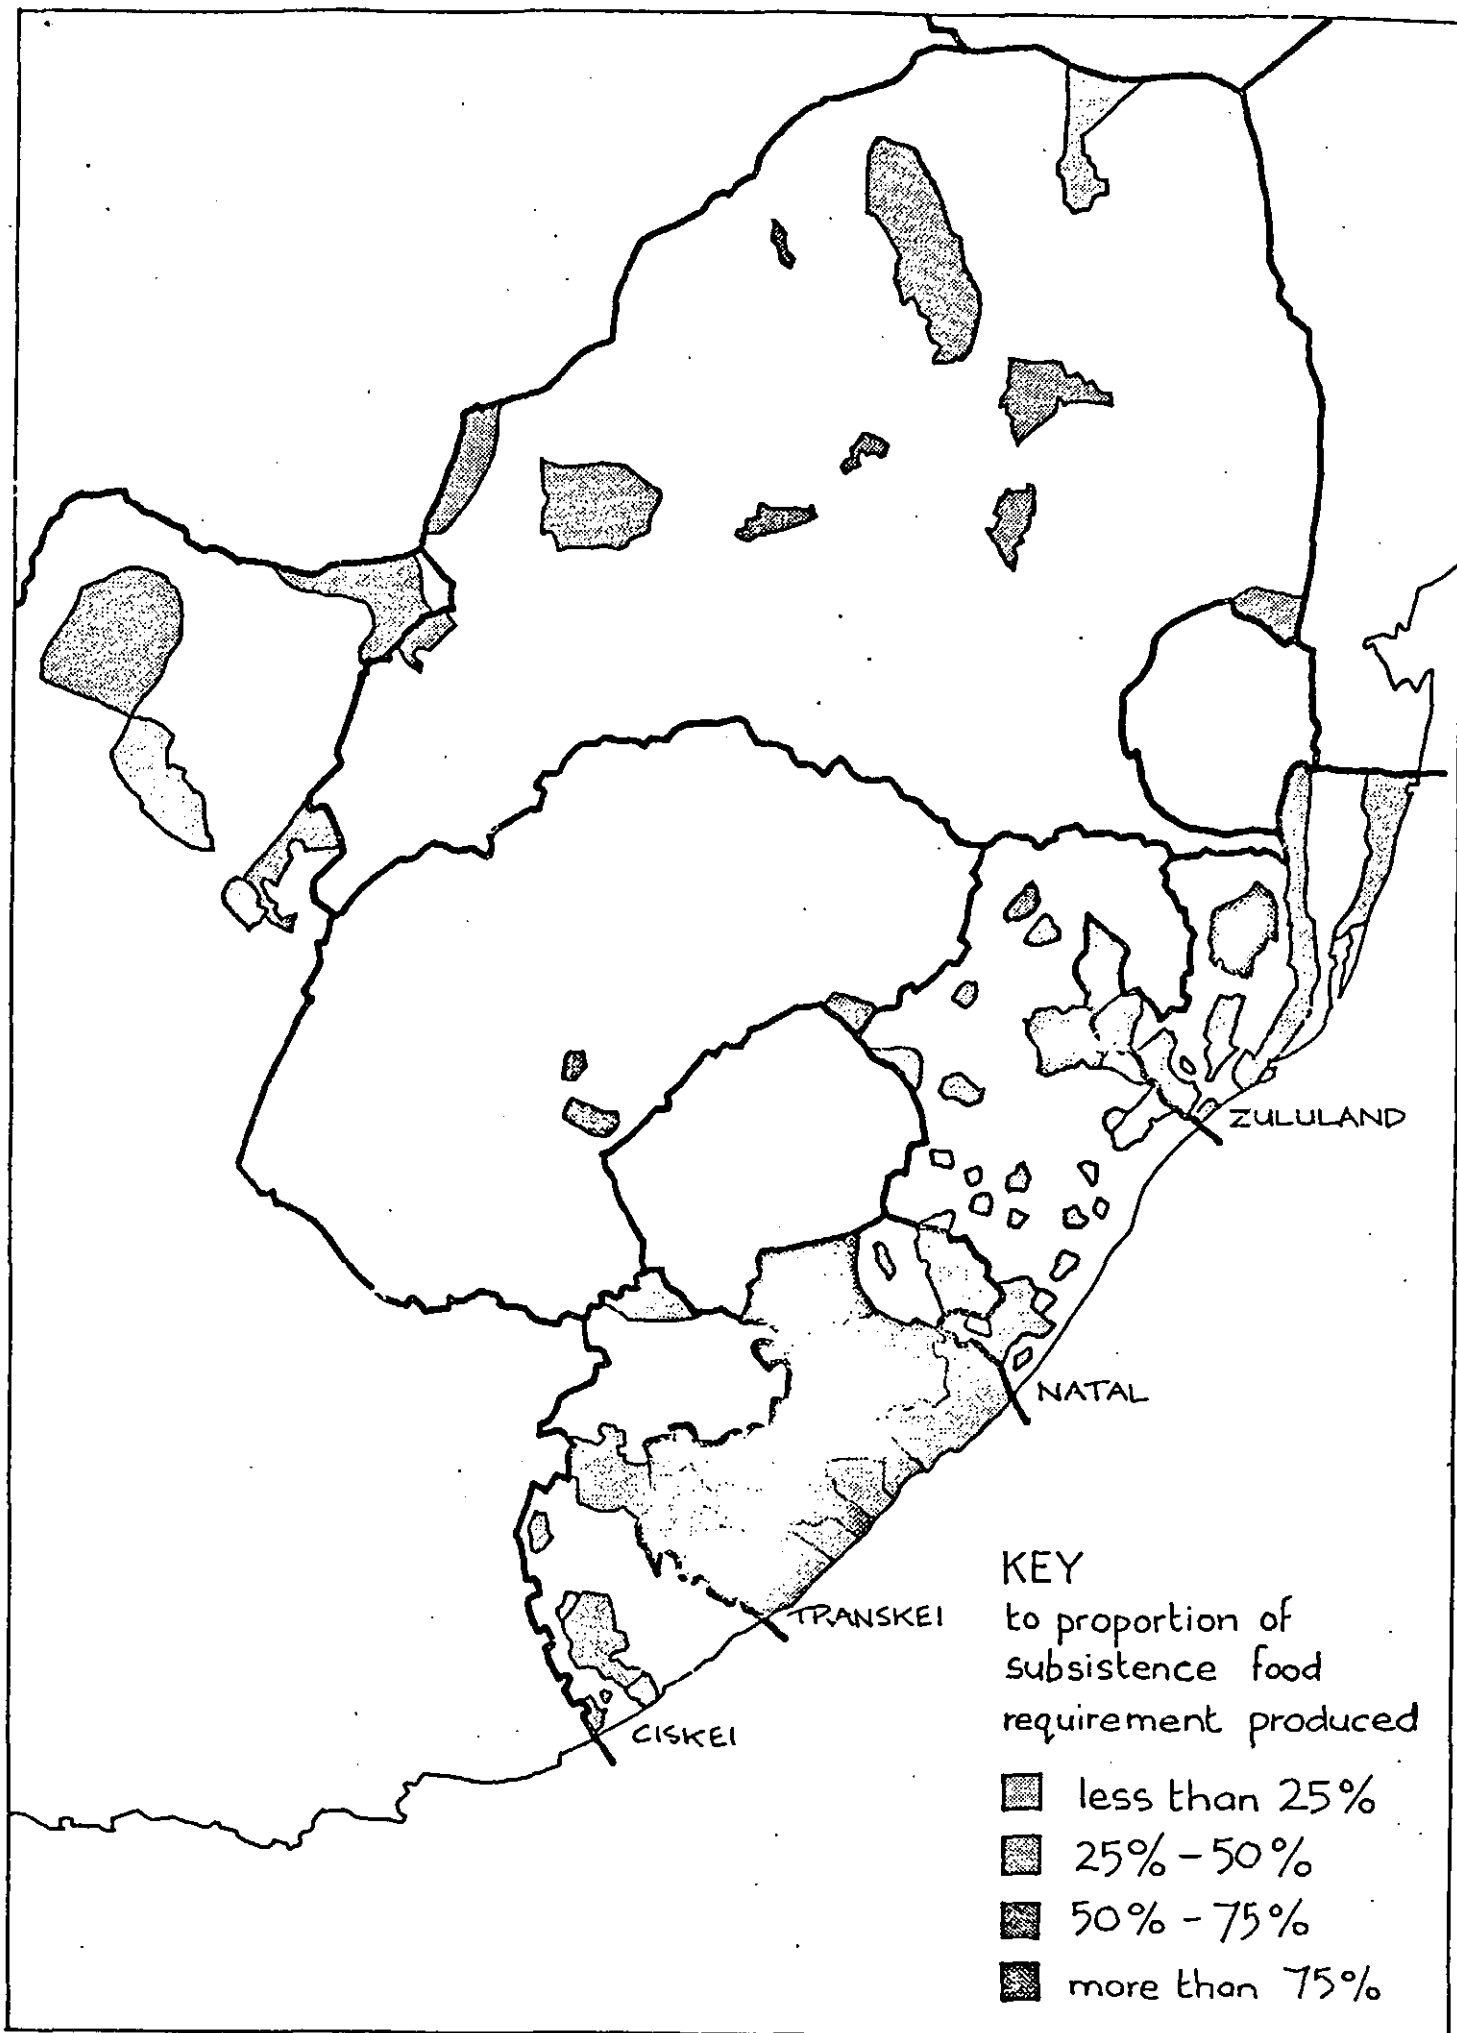 ZULULAND
NATAL
TRANSKEI
CISKEI
KEY
to proportion of
subsistence food
requirement produced
less than 25%
25% - 50%
50% - 75%
more than 75%